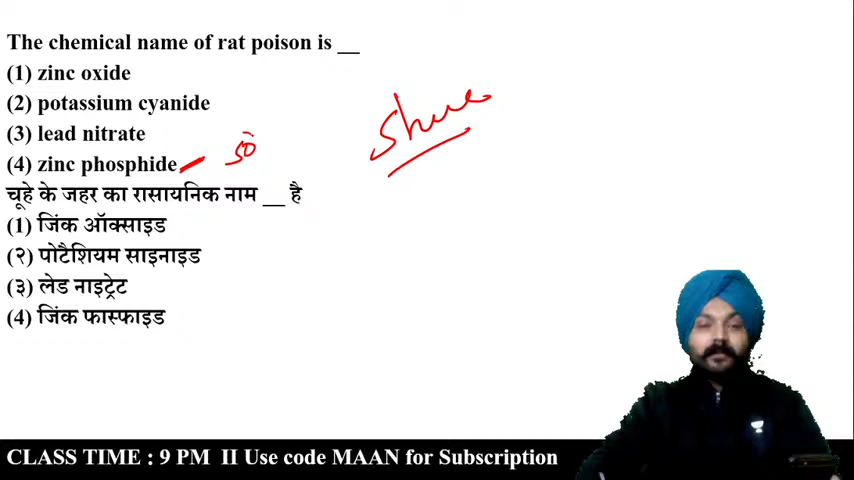 The chemical name of rat poison is __
(1) zinc oxide
(2) potassium cyanide
(3) lead nitrate
(4) zinc phosphide
चूहे के जहर का रासायनिक नाम __ है
(1) जिंक ऑक्साइड
(२) पोटैशियम साइनाइड
(३) लेड नाइट्रेट
(4) जिंक फास्फाइड
CLASS TIME : 9 PM II Use code MAAN for Subscription